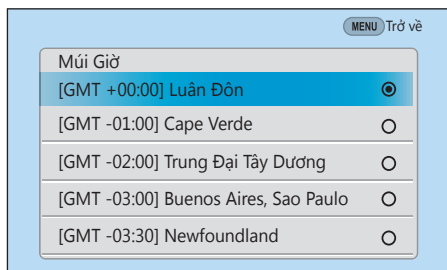 MENU Trở về
Múi Giờ
[GMT +00:00] Luân Đôn
[GMT -01:00] Cape Verde
[GMT -02:00] Trung Đại Tây Dương
[GMT -03:00] Buenos Aires, Sao Paulo
[GMT -03:30] Newfoundland